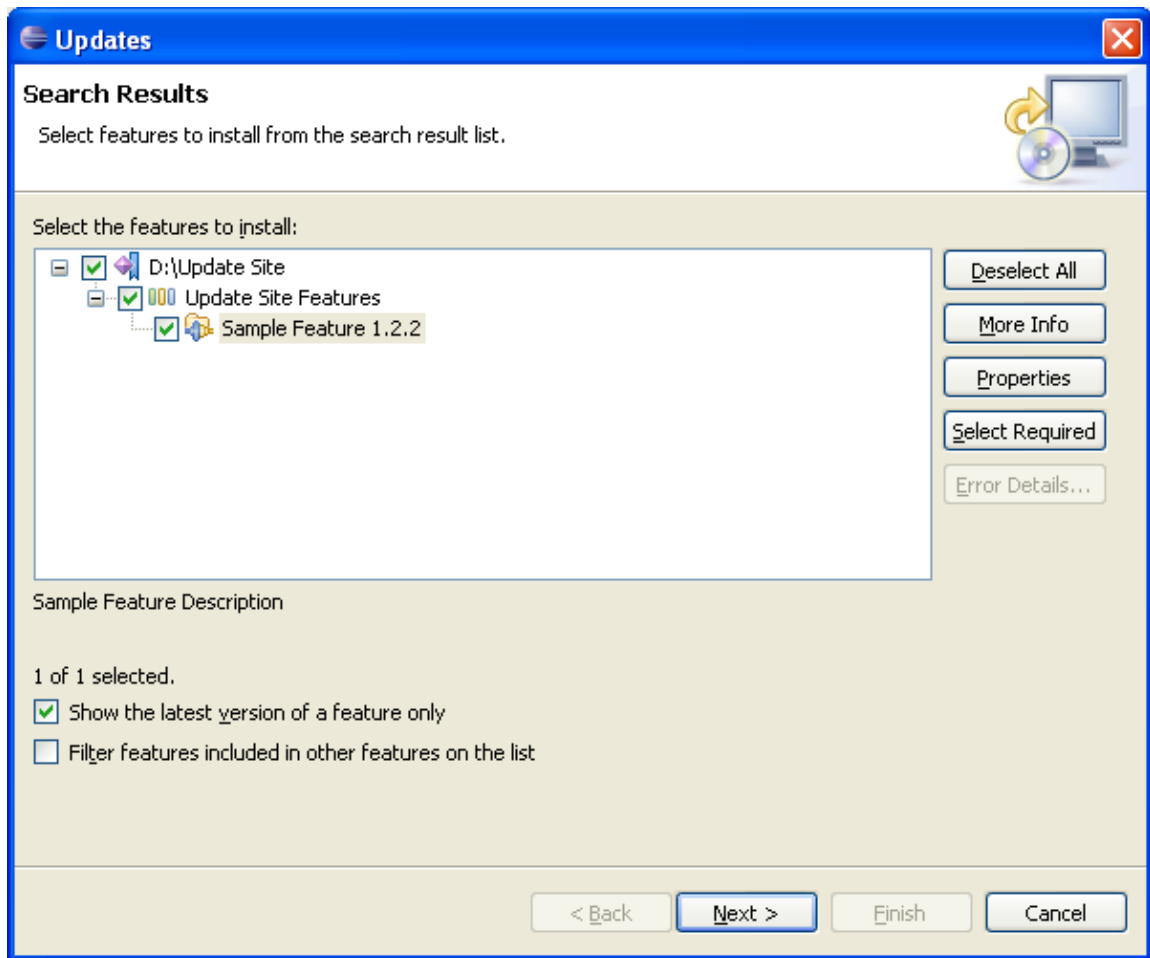 Updates
Search Results
Select features to install from the search result list.
Select the features to install:
D:\Update Site
Update Site Features
Sample Feature 1.2.2
Deselect All
More Info
Properties
Select Required
Error Details...
Sample Feature Description
1 of 1 selected.
Show the latest version of a feature only
Filter features included in other features on the list
< Back
Next >
Finish
Cancel